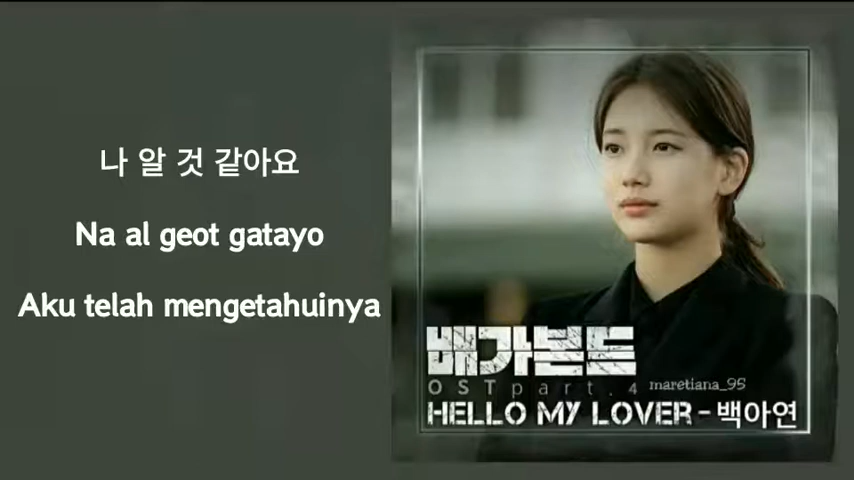 나 알 것 같아요
Na al geot gatayo
Aku telah mengetahuinya
배가본드
OST part.4
maretiana_95
HELLO MY LOVER - 백아연